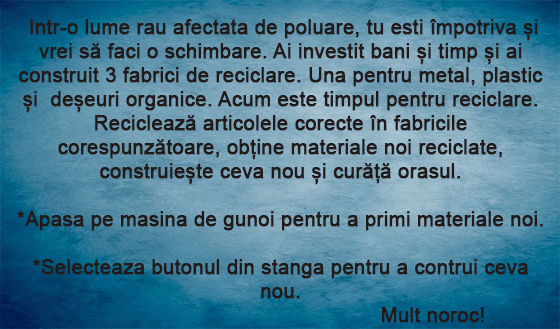 Intr-o lume rau afectata de poluare, tu esti împotriva și
vrei să faci o schimbare. Ai investit bani și timp și ai
construit 3 fabrici de reciclare. Una pentru metal, plastic
și deșeuri organice. Acum este timpul pentru reciclare.
Reciclează articolele corecte în fabricile
corespunzătoare, obține materiale noi reciclate,
construiește ceva nou și curăță orasul.
*Apasa pe masina de gunoi pentru a primi materiale noi.
*Selecteaza butonul din stanga pentru a contrui ceva
nou.
Mult noroc!